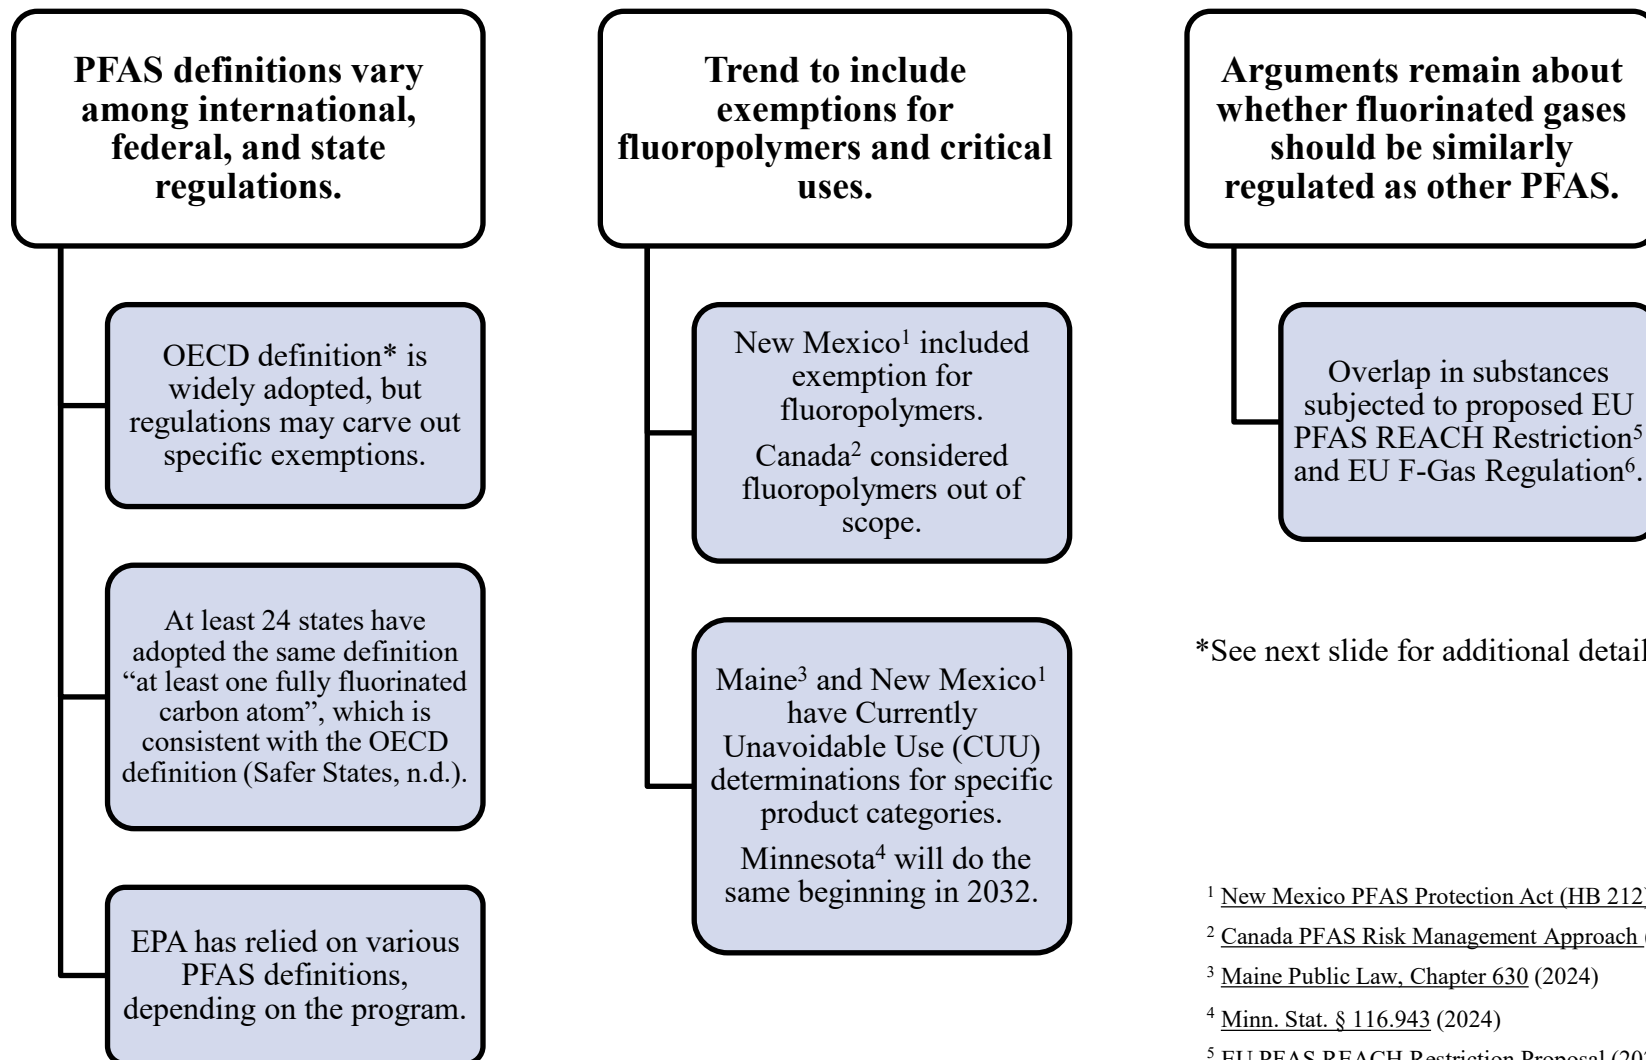 PFAS definitions vary
among international,
federal, and state
regulations.
OECD definition* is
widely adopted, but
regulations may carve out
specific exemptions.
At least 24 states have
adopted the same definition
“at least one fully fluorinated
carbon atom”, which is
consistent with the OECD
definition (Safer States, n.d.).
EPA has relied on various
PFAS definitions,
depending on the program.
Trend to include
exemptions for
fluoropolymers and critical
uses.
New Mexico¹ included
exemption for
fluoropolymers.
Canada² considered
fluoropolymers out of
scope.
Maine³ and New Mexico¹
have Currently
Unavoidable Use (CUU)
determinations for specific
product categories.
Minnesota⁴ will do the
same beginning in 2032.
Arguments remain about
whether fluorinated gases
should be similarly
regulated as other PFAS.
Overlap in substances
subjected to proposed EU
PFAS REACH Restriction⁵
and EU F-Gas Regulation⁶.
*See next slide for additional detail
¹ New Mexico PFAS Protection Act (HB 212)
² Canada PFAS Risk Management Approach (
³ Maine Public Law, Chapter 630 (2024)
⁴ Minn. Stat. § 116.943 (2024)
⁵ EU PFAS REACH Restriction Proposal